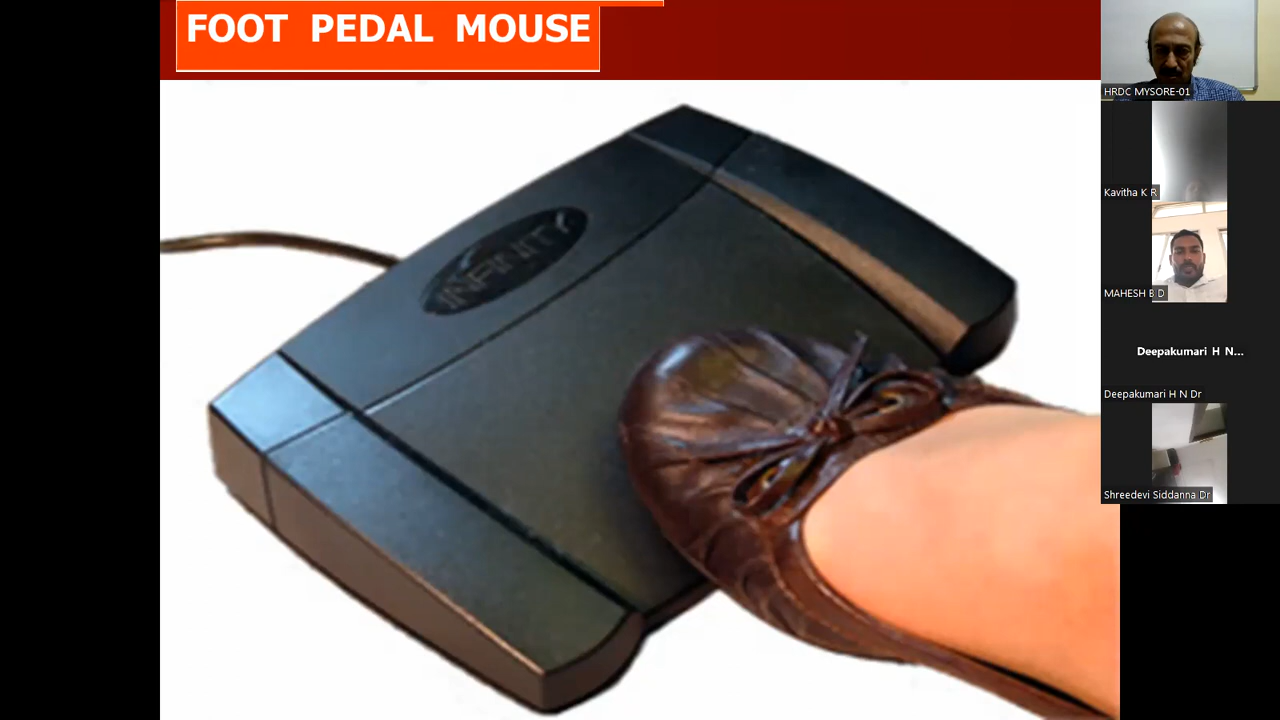 FOOT PEDAL MOUSE
INFINITY
HRDC MYSORE-01
Kavitha K R
MAHESH B D
Deepakumari H N...
Deepakumari H N Dr
Shreedevi Siddanna Dr